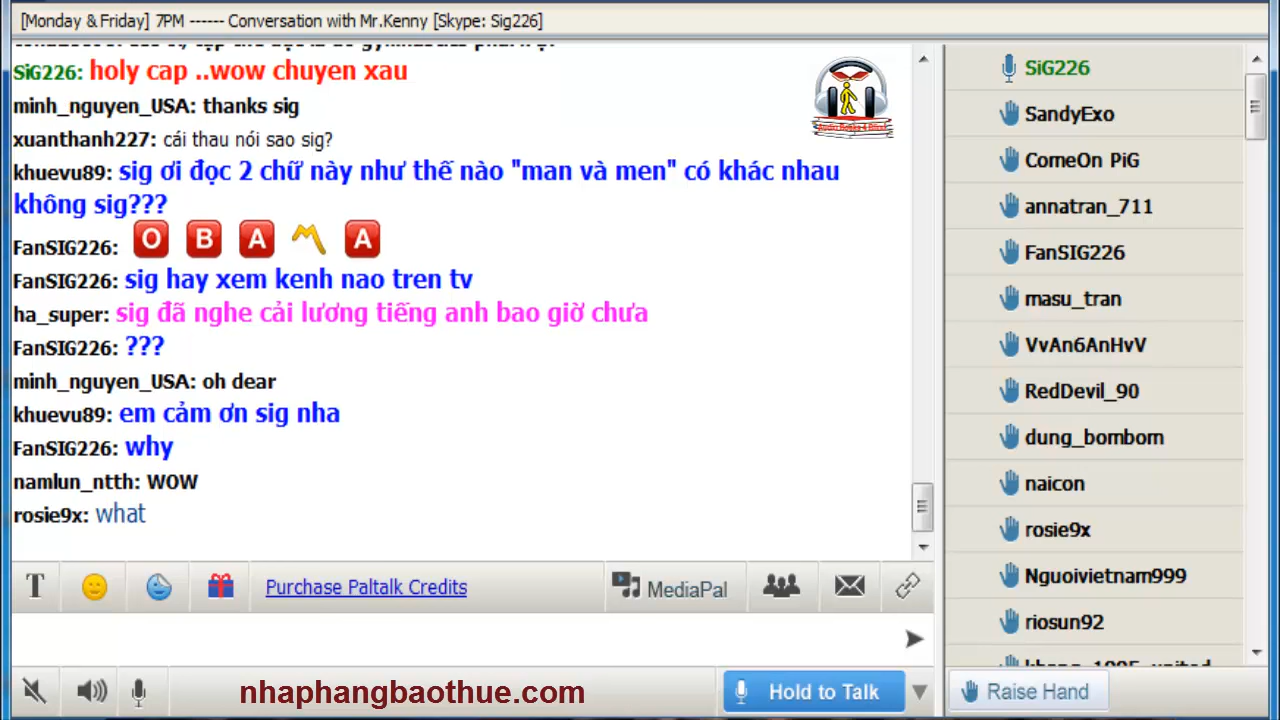 [Monday & Friday] 7PM ------ Conversation with Mr.Kenny [Skype: Sig226]
SiG226: holy cap ..wow chuyen xau
minh_nguyen_USA: thanks sig
xuanthanh227: cái thau nói sao sig?
khuevu89: sig ơi đọc 2 chữ này như thế nào "man và men" có khác nhau
không sig???
FanSIG226: O B A A
FanSIG226: sig hay xem kenh nao tren tv
ha_super: sig đã nghe cải lương tiếng anh bao giờ chưa
FanSIG226: ???
minh_nguyen_USA: oh dear
khuevu89: em cảm ơn sig nha
FanSIG226: why
namlun_ntth: WOW
rosie9x: what
T
Purchase Paltalk Credits
MediaPal
nhaphangbaothue.com
Hold to Talk
SiG226
SandyExo
ComeOn PiG
annatran_711
FanSIG226
masu_tran
VvAn6AnHvV
RedDevil_90
dung_bombom
naicon
rosie9x
Nguoivietnam999
riosun92
Raise Hand